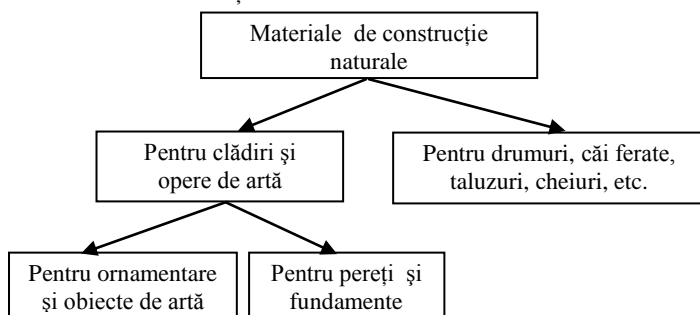 Materiale de construcție
naturale
Pentru clădiri şi
opere de artă
Pentru drumuri, căi ferate,
taluzuri, cheiuri, etc.
Pentru ornamentare
şi obiecte de artă
Pentru pereți şi
fundamente